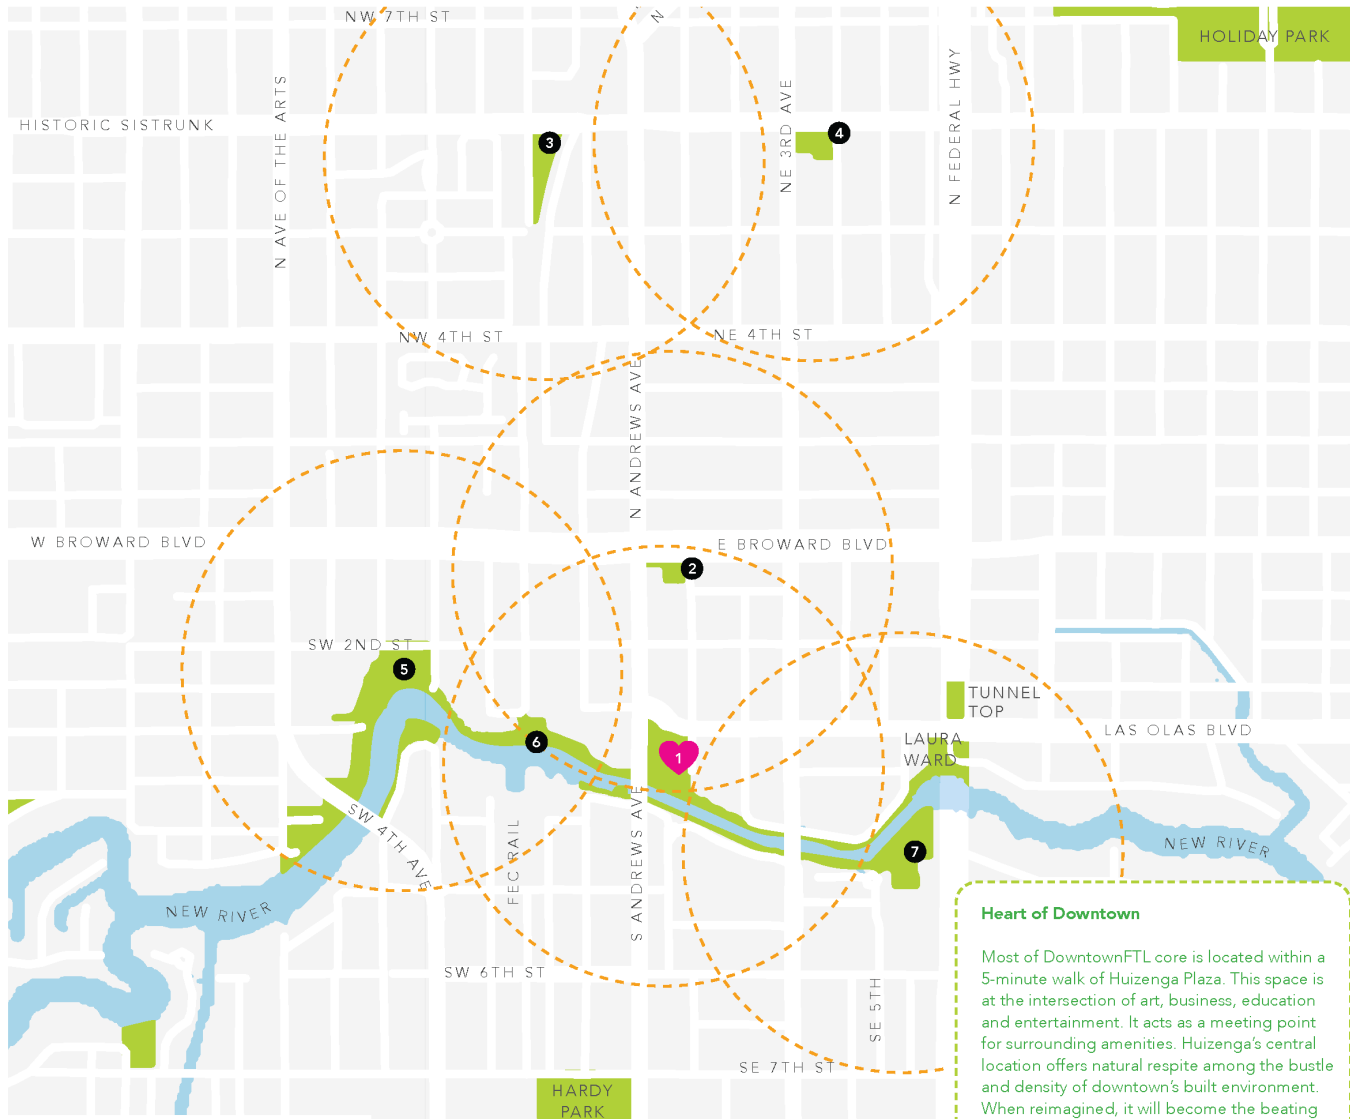 NW 7TH ST
N
HOLIDAY PARK
HISTORIC SISTRUNK
N AVE OF THE ARTS
3
NE 3RD AVE
4
N FEDERAL HWY
NW 4TH ST
NE 4TH ST
N ANDREWS AVE
W BROWARD BLVD
E BROWARD BLVD
2
SW 2ND ST
5
TUNNEL
TOP
6
1
LAURA
WARD
LAS OLAS BLVD
SW 4TH AVE
FEC RAIL
S ANDREWS AVE
7
NEW RIVER
NEW RIVER
SW 6TH ST
SE 5TH
SE 7TH ST
HARDY
PARK
Heart of Downtown
Most of DowntownFTL core is located within a
5-minute walk of Huizenga Plaza. This space is
at the intersection of art, business, education
and entertainment. It acts as a meeting point
for surrounding amenities. Huizenga's central
location offers natural respite among the bustle
and density of downtown's built environment.
When reimagined, it will become the beating